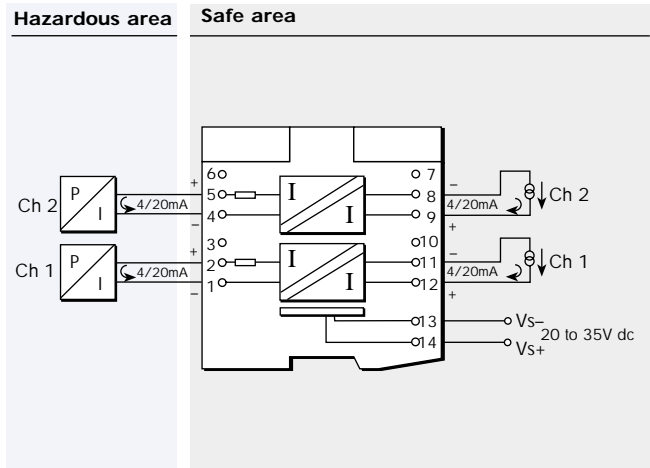 Hazardous area
Safe area
6
5
4
3
2
1
7
8
9
10
11
12
13
14
+
−
+
−
Ch 2
P
I
4/20mA
Ch 1
P
I
4/20mA
I
I
I
I
−
+
4/20mA
Ch 2
−
+
4/20mA
Ch 1
Vs−
Vs+
20 to 35V dc